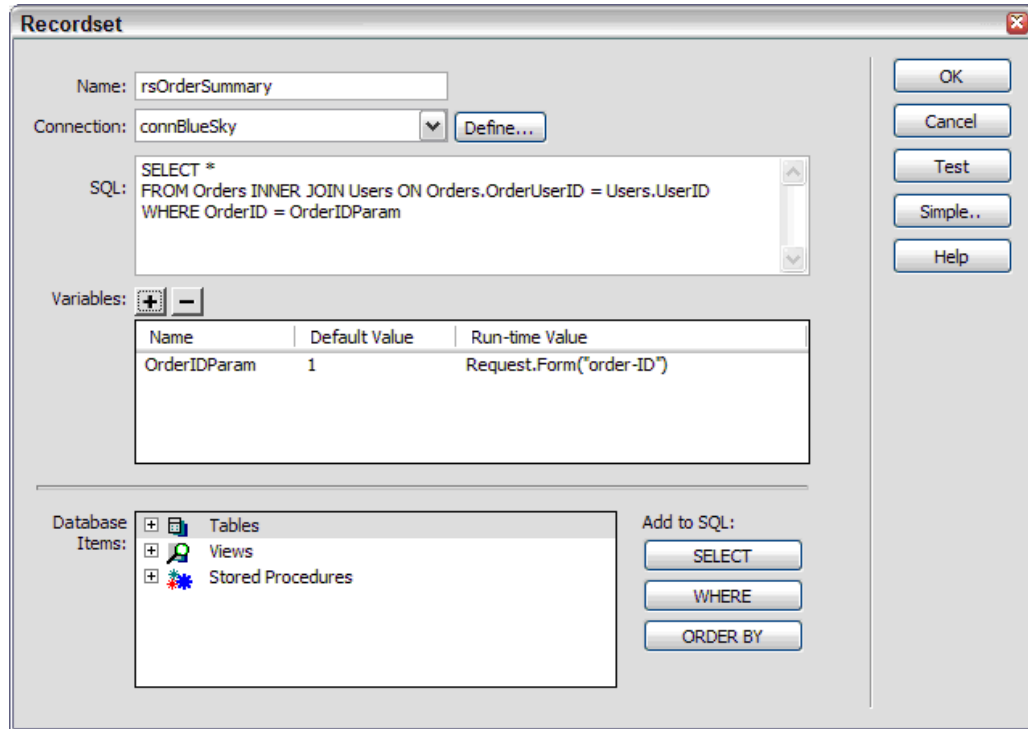 Recordset
Name: rsOrderSummary
OK
Connection: connBlueSky Define...
Cancel
SQL: SELECT *
FROM Orders INNER JOIN Users ON Orders.OrderUserID = Users.UserID
WHERE OrderID = OrderIDParam
Test
Simple..
Help
Variables:
Name Default Value Run-time Value
OrderIDParam 1 Request.Form("order-ID")
Database
Items:
Tables
Views
Stored Procedures
Add to SQL:
SELECT
WHERE
ORDER BY